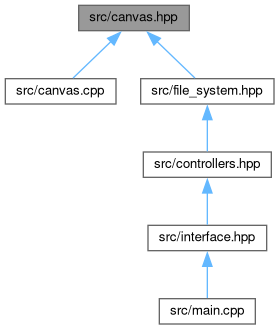 src/canvas.hpp
src/canvas.cpp
src/file_system.hpp
src/controllers.hpp
src/interface.hpp
src/main.cpp